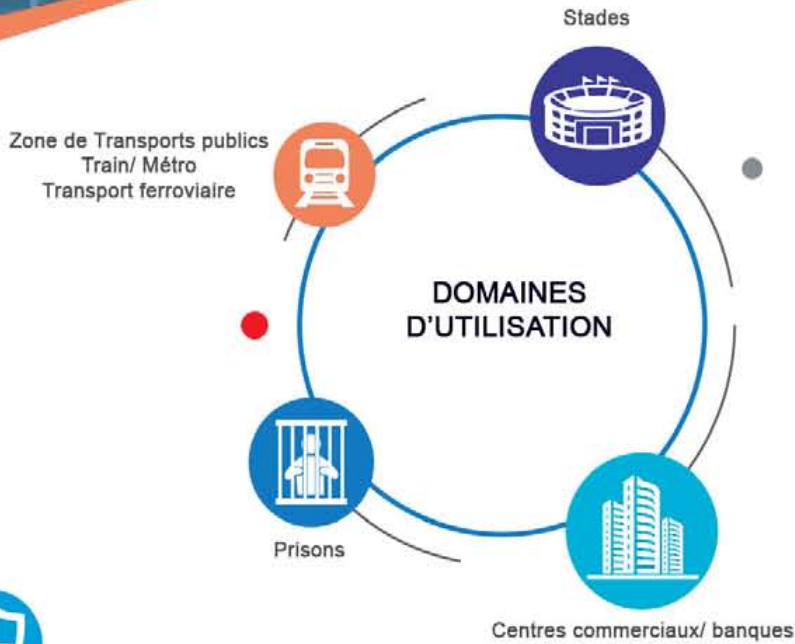 Stades
Zone de Transports publics
Train/ Métro
Transport ferroviaire
DOMAINES
D'UTILISATION
Prisons
Centres commerciaux/ banques